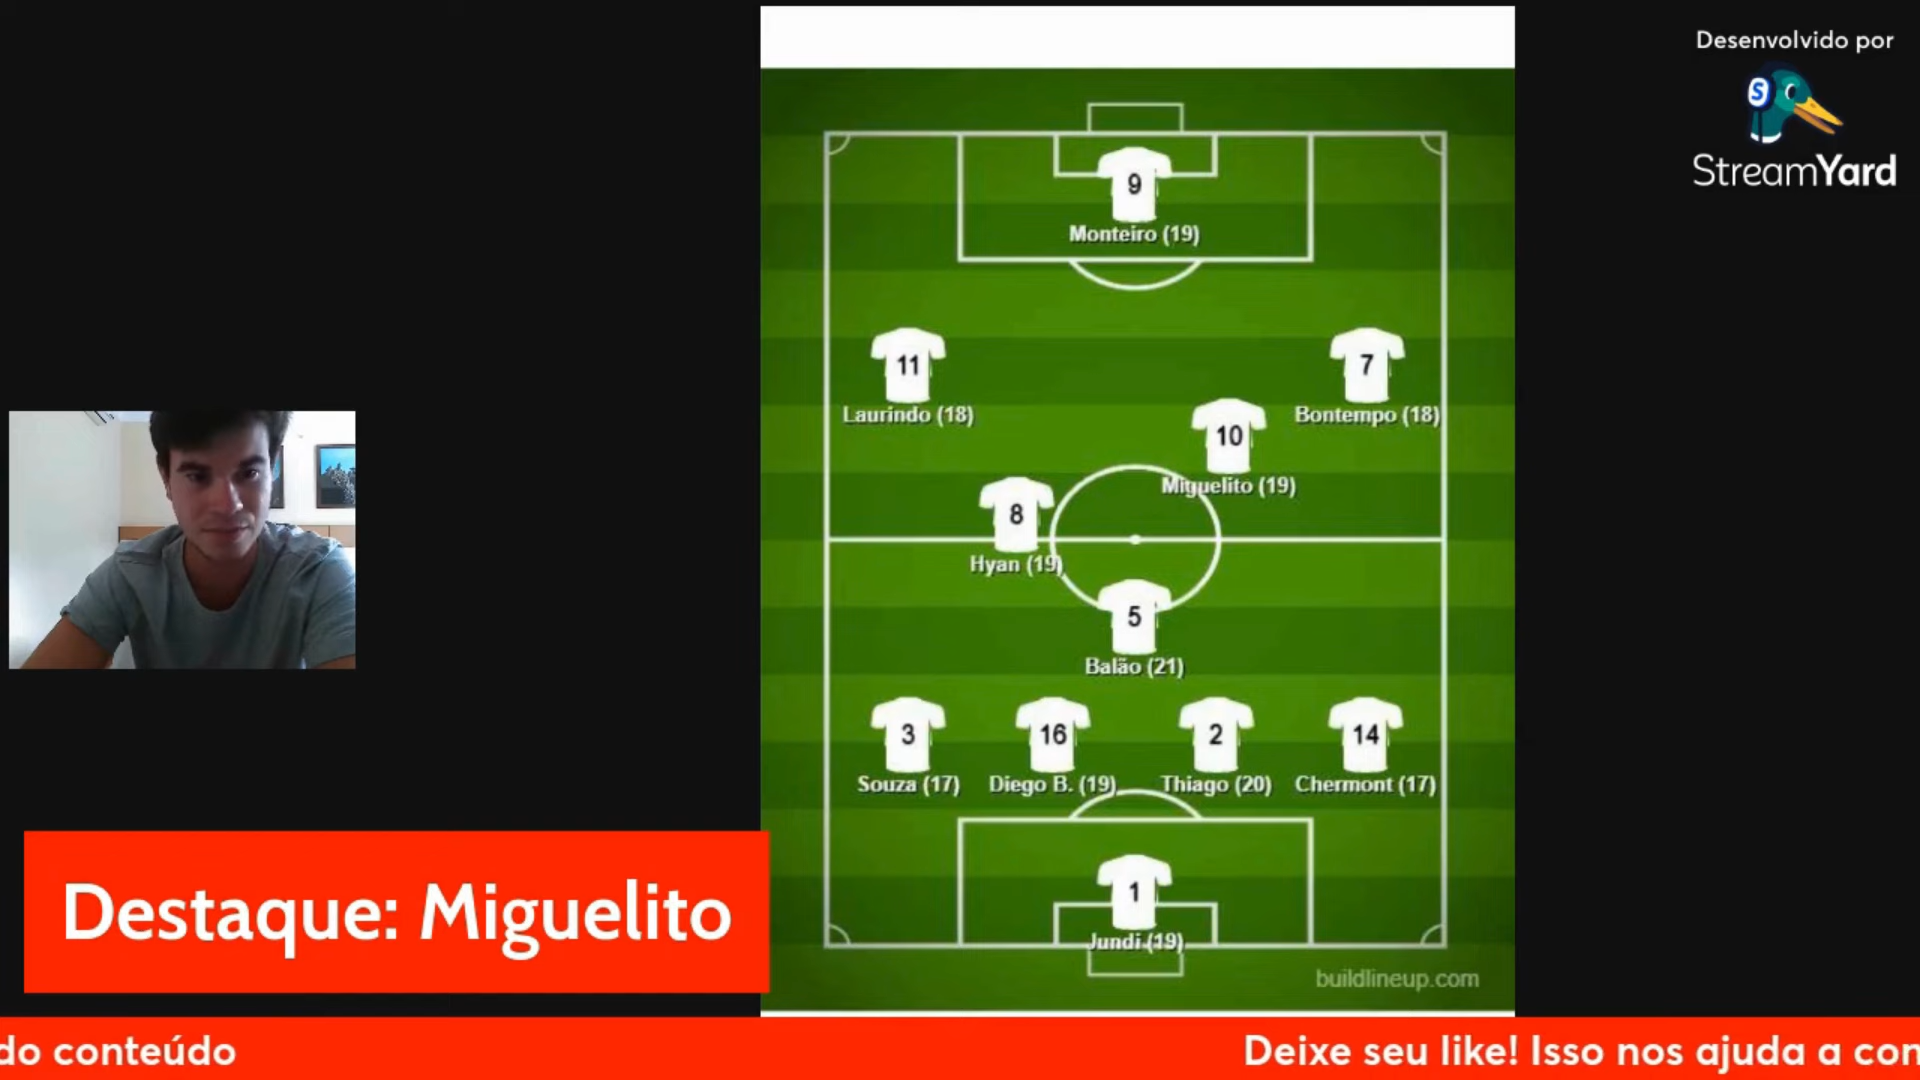 Desenvolvido por
S
StreamYard
9
Monteiro (19)
11
Laurindo (18)
7
Bontempo (18)
10
Miguelito (19)
8
Hyan (19)
5
Balão (21)
3
Souza (17)
16
Diego B. (19)
2
Thiago (20)
14
Chermont (17)
1
Jundi (19)
buildlineup.com
Destaque: Miguelito
do conteúdo
Deixe seu like! Isso nos ajuda a con